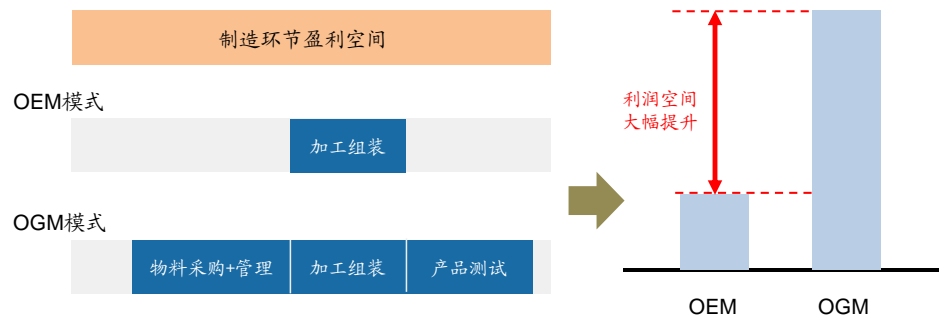 制造环节盈利空间
OEM模式
加工组装
OGM模式
物料采购+管理
加工组装
产品测试
利润空间
大幅提升
OEM
OGM